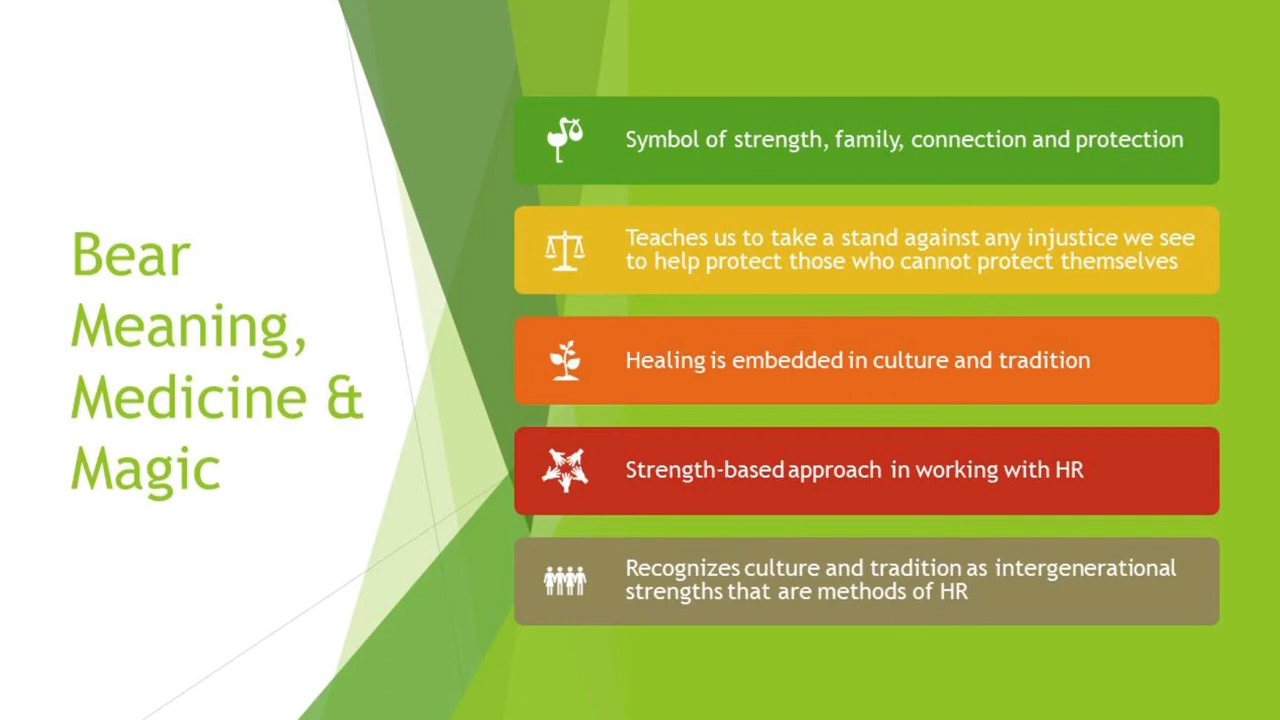 Bear
Meaning,
Medicine &
Magic
Symbol of strength, family, connection and protection
Teaches us to take a stand against any injustice we see
to help protect those who cannot protect themselves
Healing is embedded in culture and tradition
Strength-based approach in working with HR
Recognizes culture and tradition as intergenerational
strengths that are methods of HR